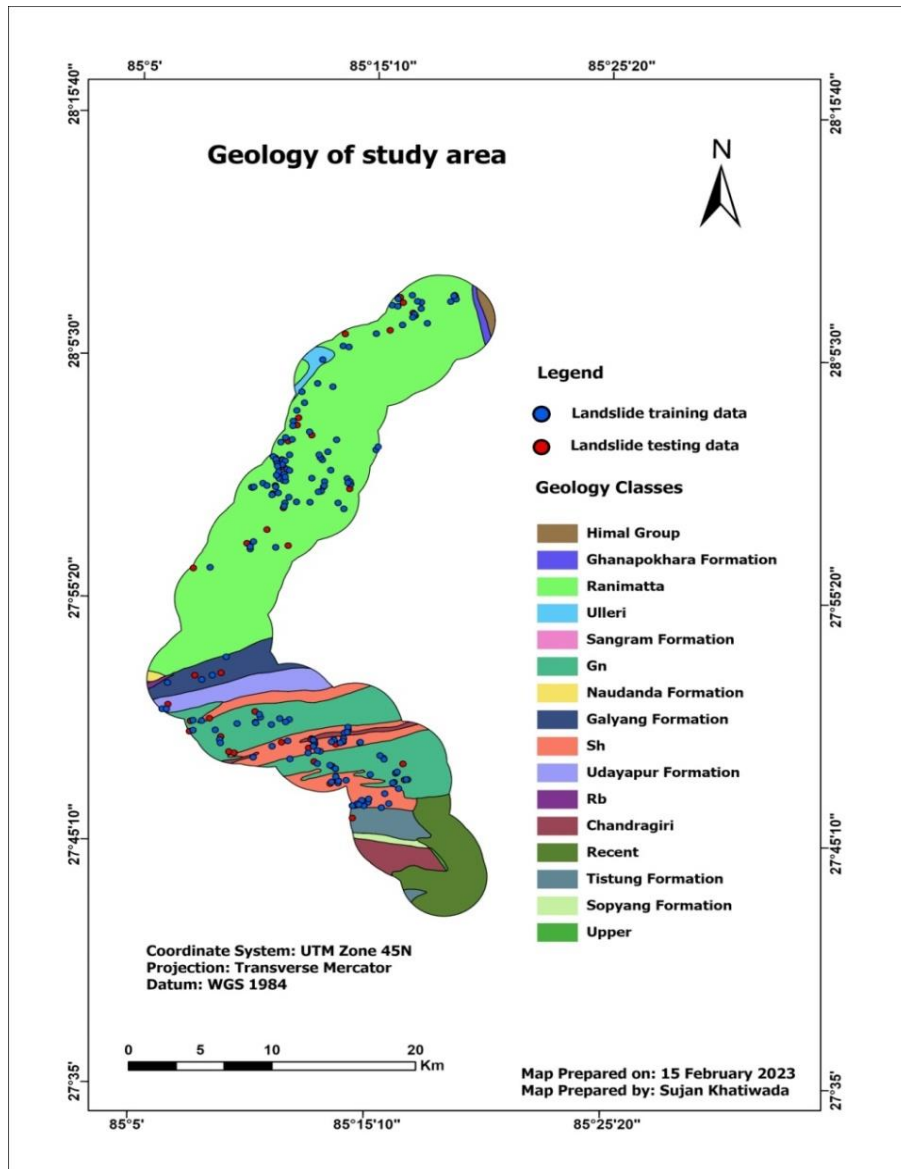 85°5' 85°15'10" 85°25'20"
28°15'40" 28°15'40"
Geology of study area
N
28°5'30" 28°5'30"
Legend
Landslide training data
Landslide testing data
Geology Classes
Himal Group
Ghanapokhara Formation
Ranimatta
Ulleri
Sangram Formation
Gn
Naudanda Formation
Galyang Formation
Sh
Udayapur Formation
Rb
Chandragiri
Recent
Tistung Formation
Sopyang Formation
Upper
27°55'20" 27°55'20"
27°45'10" 27°45'10"
Coordinate System: UTM Zone 45N
Projection: Transverse Mercator
Datum: WGS 1984
0 5 10 20
Km
Map Prepared on: 15 February 2023
Map Prepared by: Sujan Khatiwada
27°35' 27°35'
85°5' 85°15'10" 85°25'20"